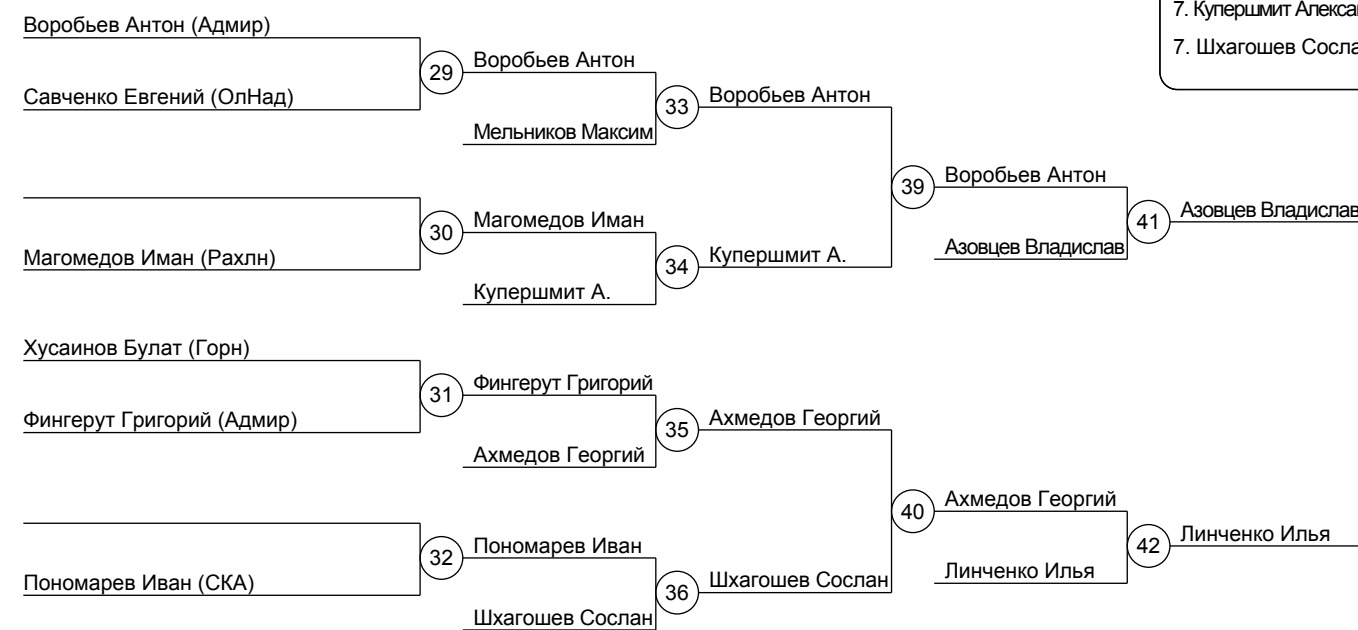 7. Купершмит
7. Шхагошев
Воробьев Антон (Адмир)
29
Воробьев Антон
Савченко Евгений (ОлНад)
33
Воробьев Антон
Мельников Максим
39
Воробьев Антон
Магомедов Иман
30
41
Азовцев Владислав
Магомедов Иман (Рахлн)
34
Купершмит А.
Азовцев Владислав
Купершмит А.
Хусаинов Булат (Горн)
31
Фингерут Григорий
Фингерут Григорий (Адмир)
35
Ахмедов Георгий
Ахмедов Георгий
40
Ахмедов Георгий
32
Пономарев Иван
42
Линченко Илья
Пономарев Иван (СКА)
36
Шхагошев Сослан
Линченко Илья
Шхагошев Сослан